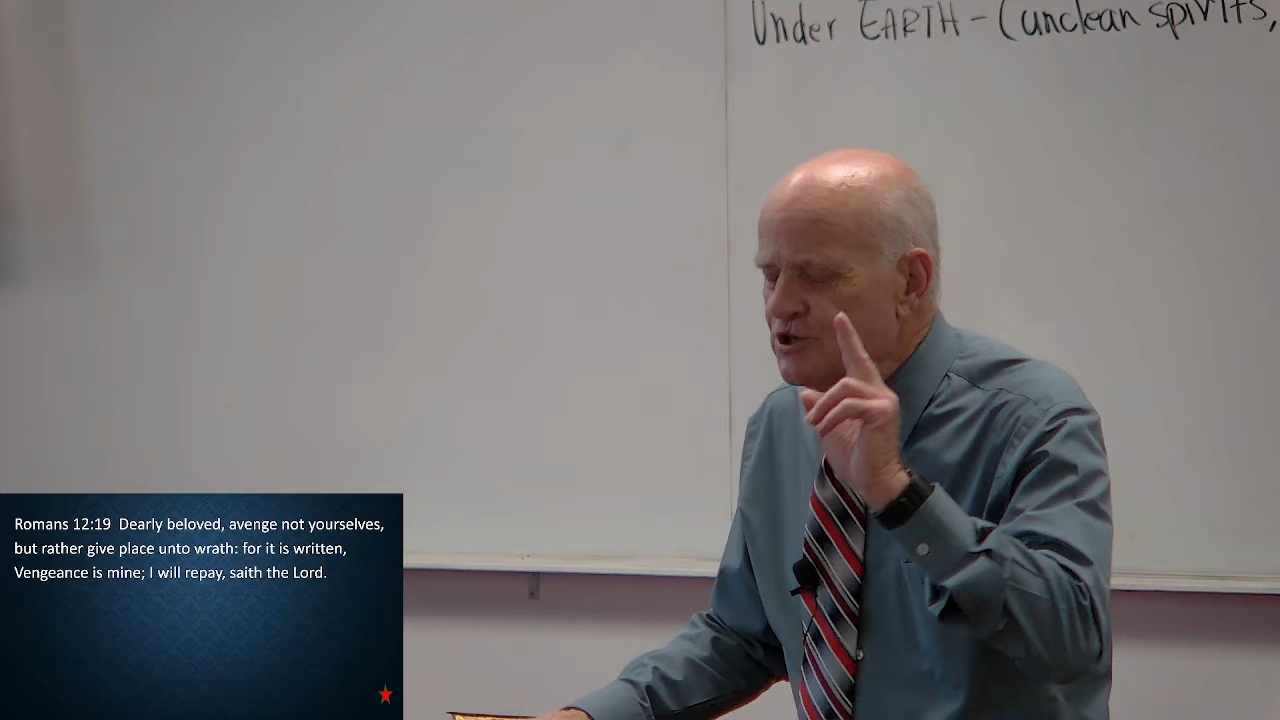 Under EARTH - (unclean spirits,
Romans 12:19 Dearly beloved, avenge not yourselves,
but rather give place unto wrath: for it is written,
Vengeance is mine; I will repay, saith the Lord.